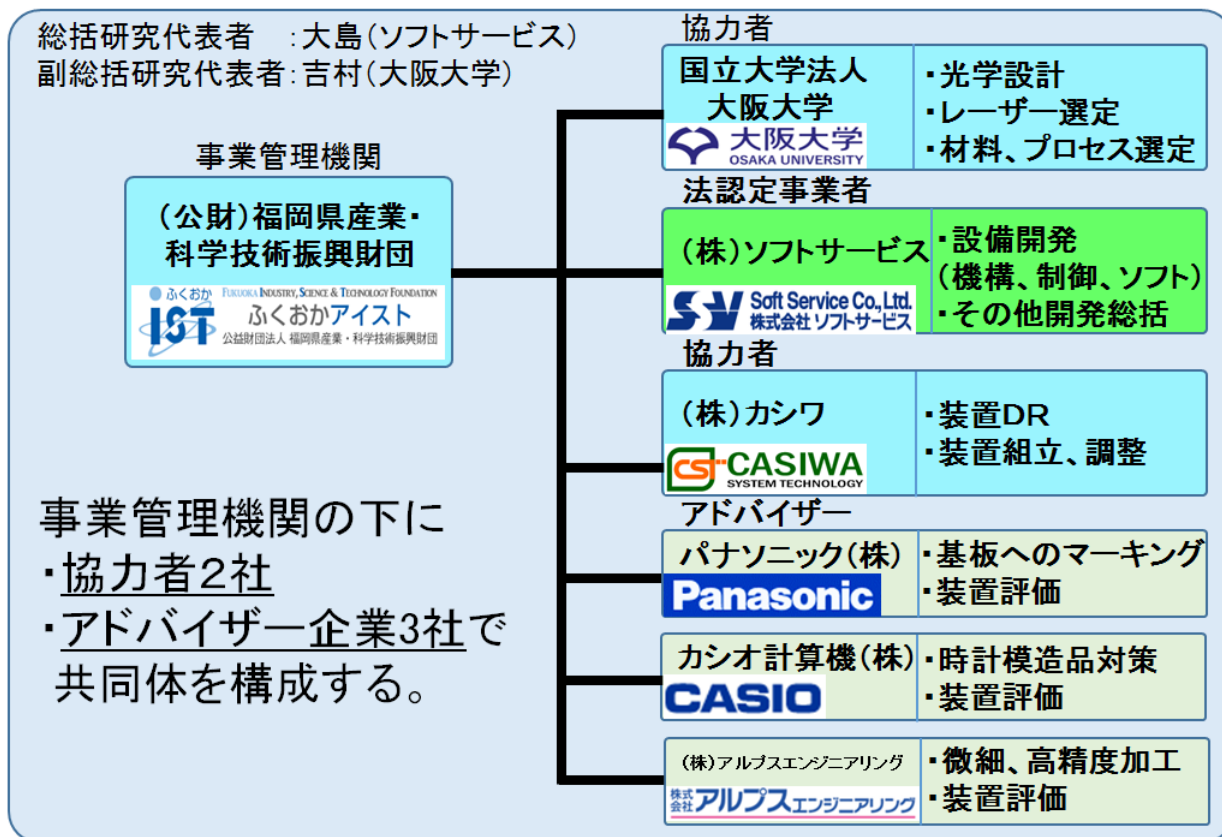 総括研究代表者 :大島(ソフトサービス)
副総括研究代表者:吉村(大阪大学)
事業管理機関
(公財)福岡県産業・
科学技術振興財団
ふくおか
IST
FUKUOKA INDUSTRY, SCIENCE & TECHNOLOGY FOUNDATION
ふくおかアイスト
公益財団法人 福岡県産業・科学技術振興財団
事業管理機関の下に
・協力者2社
・アドバイザー企業3社で
共同体を構成する。
協力者
国立大学法人
大阪大学
大阪大学
OSAKA UNIVERSITY
・光学設計
・レーザー選定
・材料、プロセス選定
法認定事業者
(株)ソフトサービス
SSV Soft Service Co., Ltd.
株式会社 ソフトサービス
・設備開発
(機構、制御、ソフト)
・その他開発総括
協力者
(株)カシワ
CST CASIWA
SYSTEM TECHNOLOGY
・装置DR
・装置組立、調整
アドバイザー
パナソニック(株)
Panasonic
・基板へのマーキング
・装置評価
カシオ計算機(株)
CASIO
・時計模造品対策
・装置評価
(株)アルプスエンジニアリング
株式会社アルプスエンジニアリング
・微細、高精度加工
・装置評価